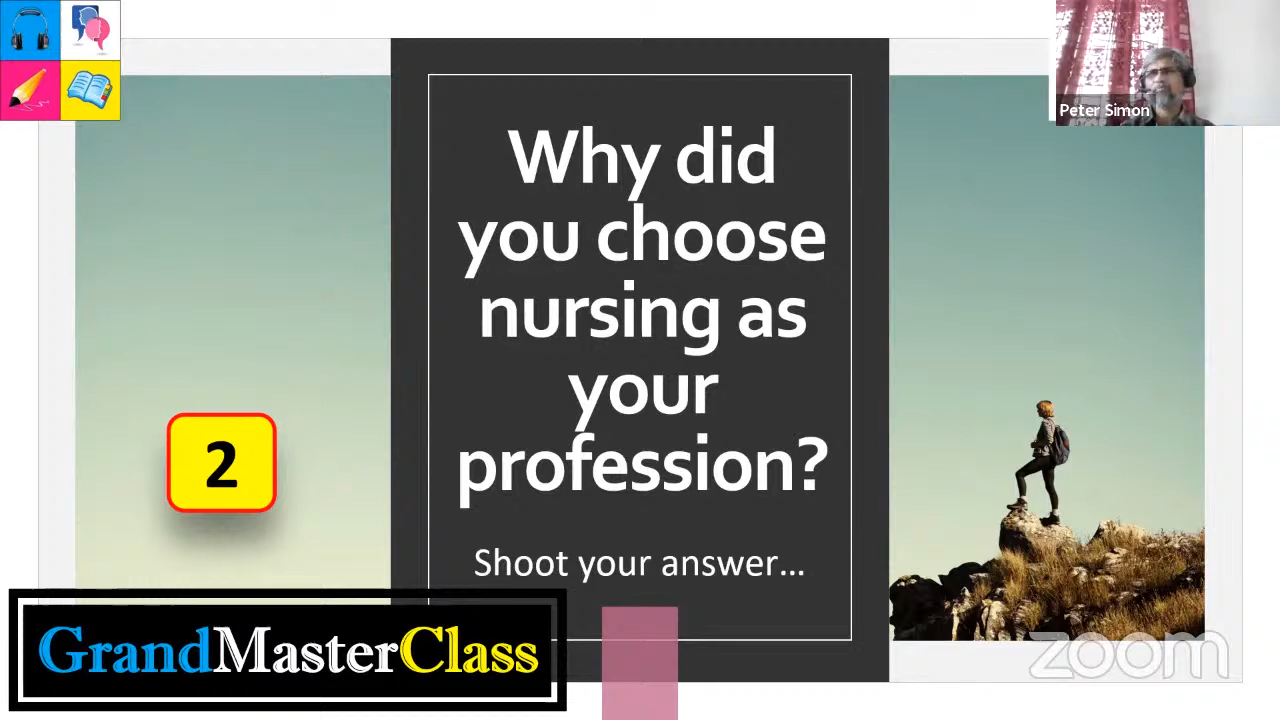 Peter Simon
Why did
you choose
nursing as
your
profession?
2
Shoot your answer...
GrandMasterClass
zoom